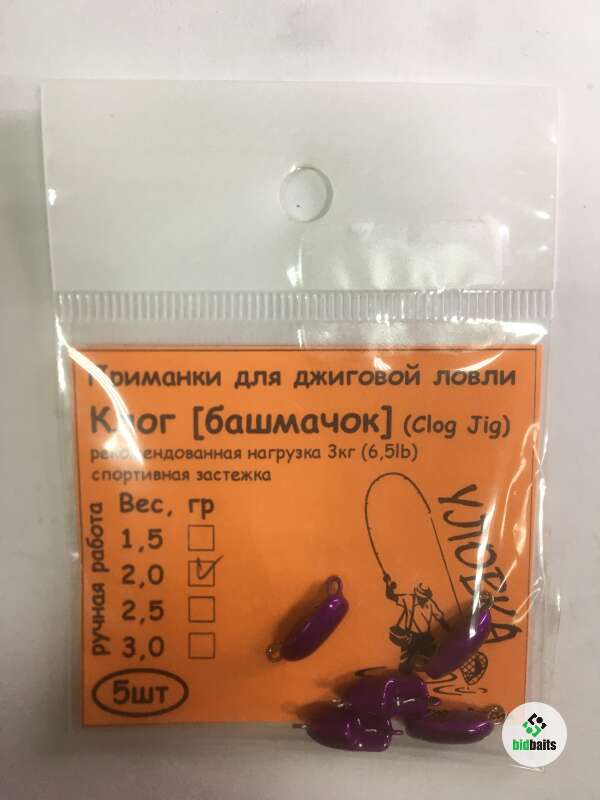 Приманки для джиговой ловли
Клог [башмачок] (Clog Jig)
рекомендованная нагрузка 3кг (6,5lb)
спортивная застежка
ручная работа
Вес, гр
1,5
2,0
2,5
3,0
5шт
УЛОВКА
bidbaits